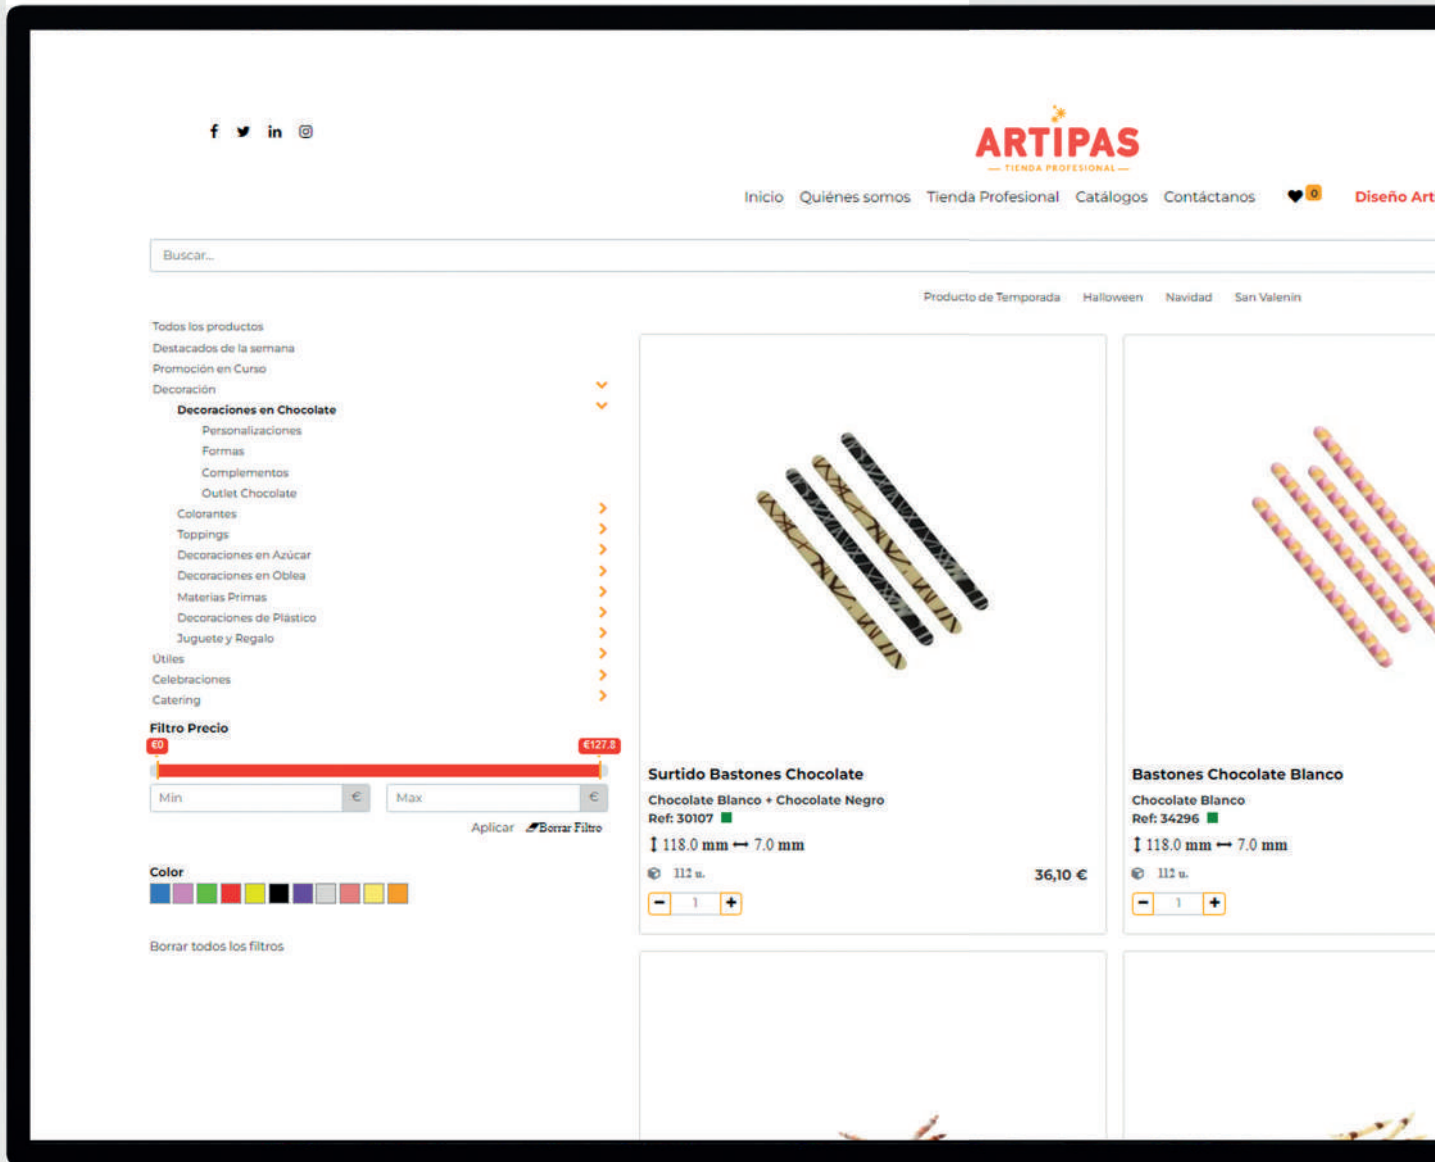 ARTIPAS
TIENDA PROFESIONAL
Inicio Quiénes somos Tienda Profesional Catálogos Contáctanos 0 Diseño Art
Buscar...
Producto de Temporada Halloween Navidad San Valenin
Todos los productos
Destacados de la semana
Promoción en Curso
Decoración
Decoraciones en Chocolate
Personalizaciones
Formas
Complementos
Outlet Chocolate
Colorantes
Toppings
Decoraciones en Azúcar
Decoraciones en Oblea
Materias Primas
Decoraciones de Plástico
Juguete y Regalo
Útiles
Celebraciones
Catering
Filtro Precio
€0 €127.8
Min € Max €
Aplicar Borrar Filtro
Color
Borrar todos los filtros
Surtido Bastones Chocolate
Chocolate Blanco + Chocolate Negro
Ref: 30107
118.0 mm 7.0 mm
112 u. 36,10 €
- 1 +
Bastones Chocolate Blanco
Chocolate Blanco
Ref: 34296
118.0 mm 7.0 mm
112 u.
- 1 +